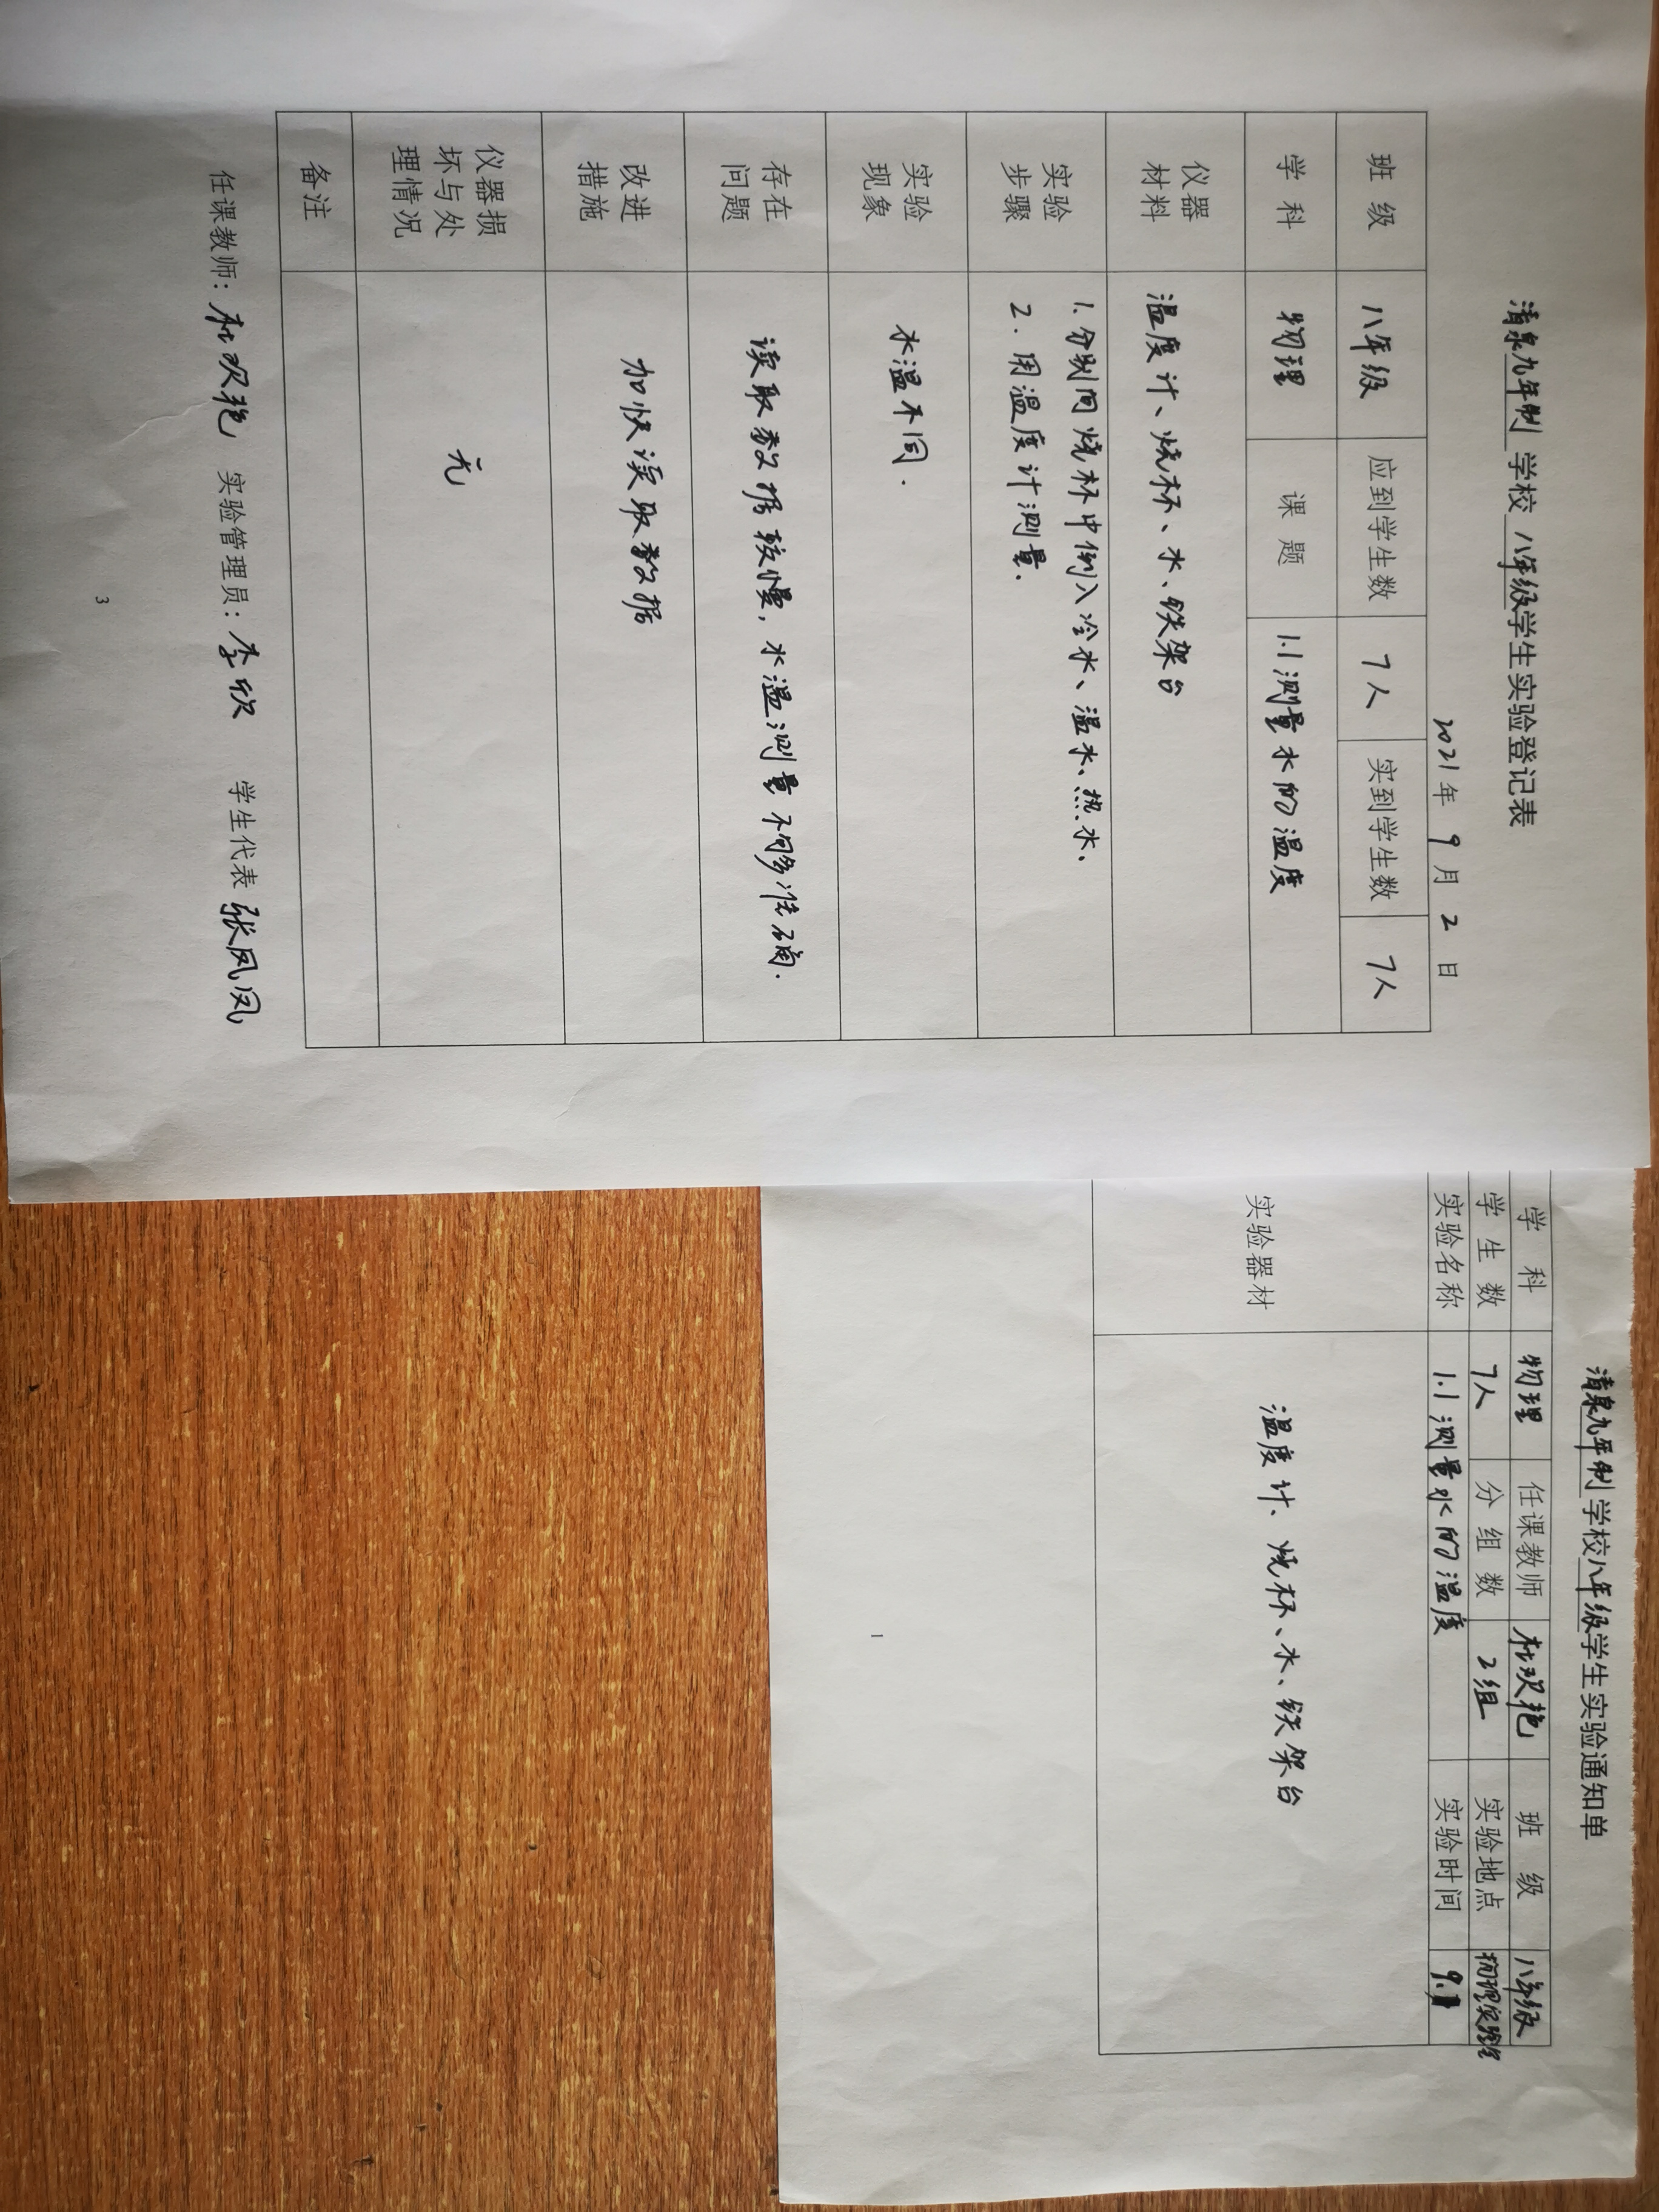 清泉九年制学校八年级学生实验登记表
2021年 9月 2日
班级 八年级 应到学生数 7人 实到学生数 7人
学科 物理 课题 1.1测量水的温度
仪器材料 温度计、烧杯、水、铁架台
实验步骤 1.分别间烧杯中倒入冷水、温水、热水、
2.用温度计测量.
实验现象 水温不同.
存在问题 读取数据较慢,水温测量不同多准确.
改进措施 加快读取数据
仪器损坏与处理情况 无
备注
任课教师: 杜双艳 实验管理员: 李欣 学生代表 张凤凤
3
清泉九年制学校八年级学生实验通知单
学科 物理 任课教师 杜双艳 班级 八年级
学生数 7人 分组数 2组 实验地点 物理实验室
实验名称 1.1测量水的温度 实验时间
实验器材 温度计、烧杯、水、铁架台
1